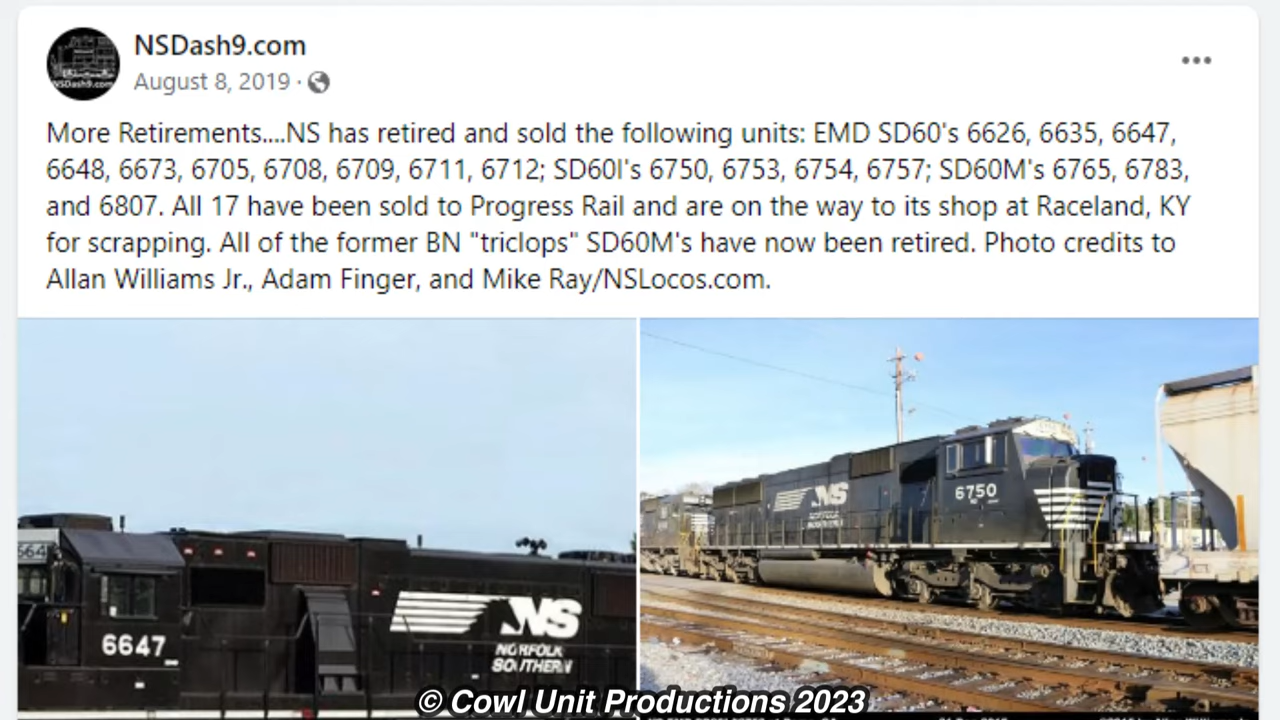 NSDash9.com
August 8, 2019 ·
More Retirements....NS has retired and sold the following units: EMD SD60's 6626, 6635, 6647,
6648, 6673, 6705, 6708, 6709, 6711, 6712; SD60I's 6750, 6753, 6754, 6757; SD60M's 6765, 6783,
and 6807. All 17 have been sold to Progress Rail and are on the way to its shop at Raceland, KY
for scrapping. All of the former BN "triclops" SD60M's have now been retired. Photo credits to
Allan Williams Jr., Adam Finger, and Mike Ray/NSLocos.com.
6647
NS
NORFOLK
SOUTHERN
NS
NORFOLK
SOUTHERN
6750
© Cowl Unit Productions 2023